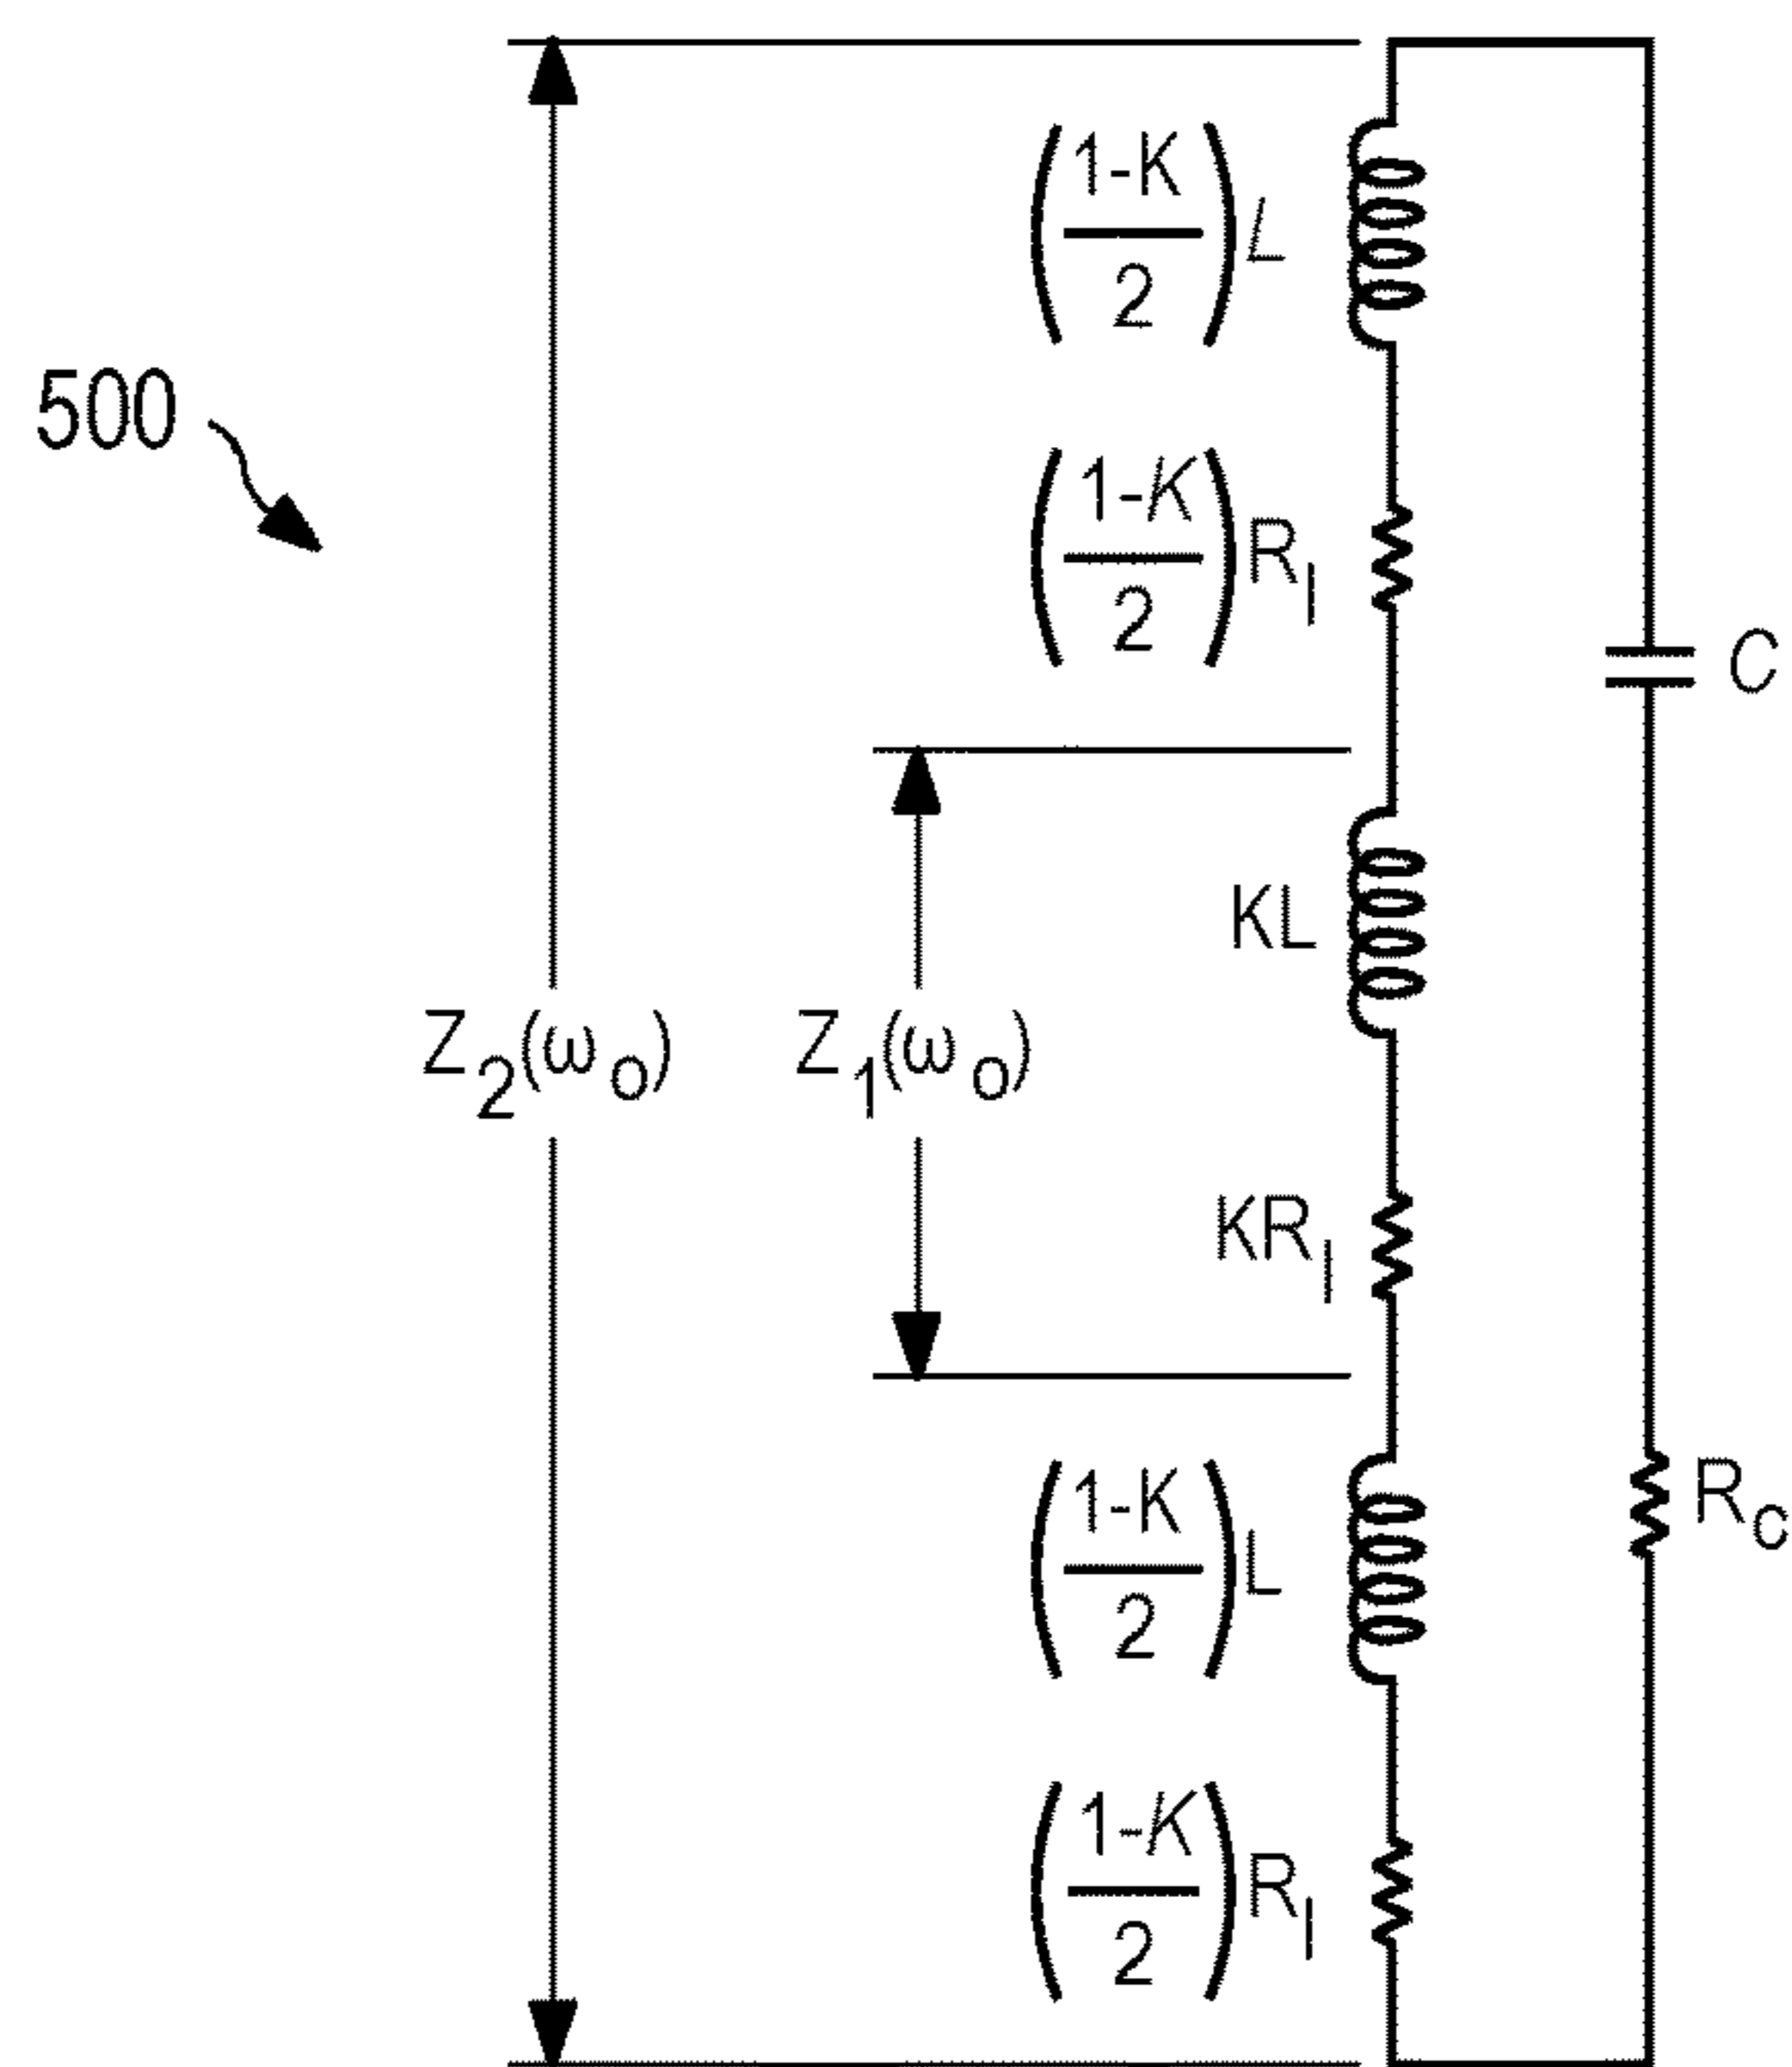 (1-K/2)L
500
(1-K/2)R_l
C
KL
Z_2(ω_o)
Z_1(ω_o)
KR_l
(1-K/2)L
R_C
(1-K/2)R_l